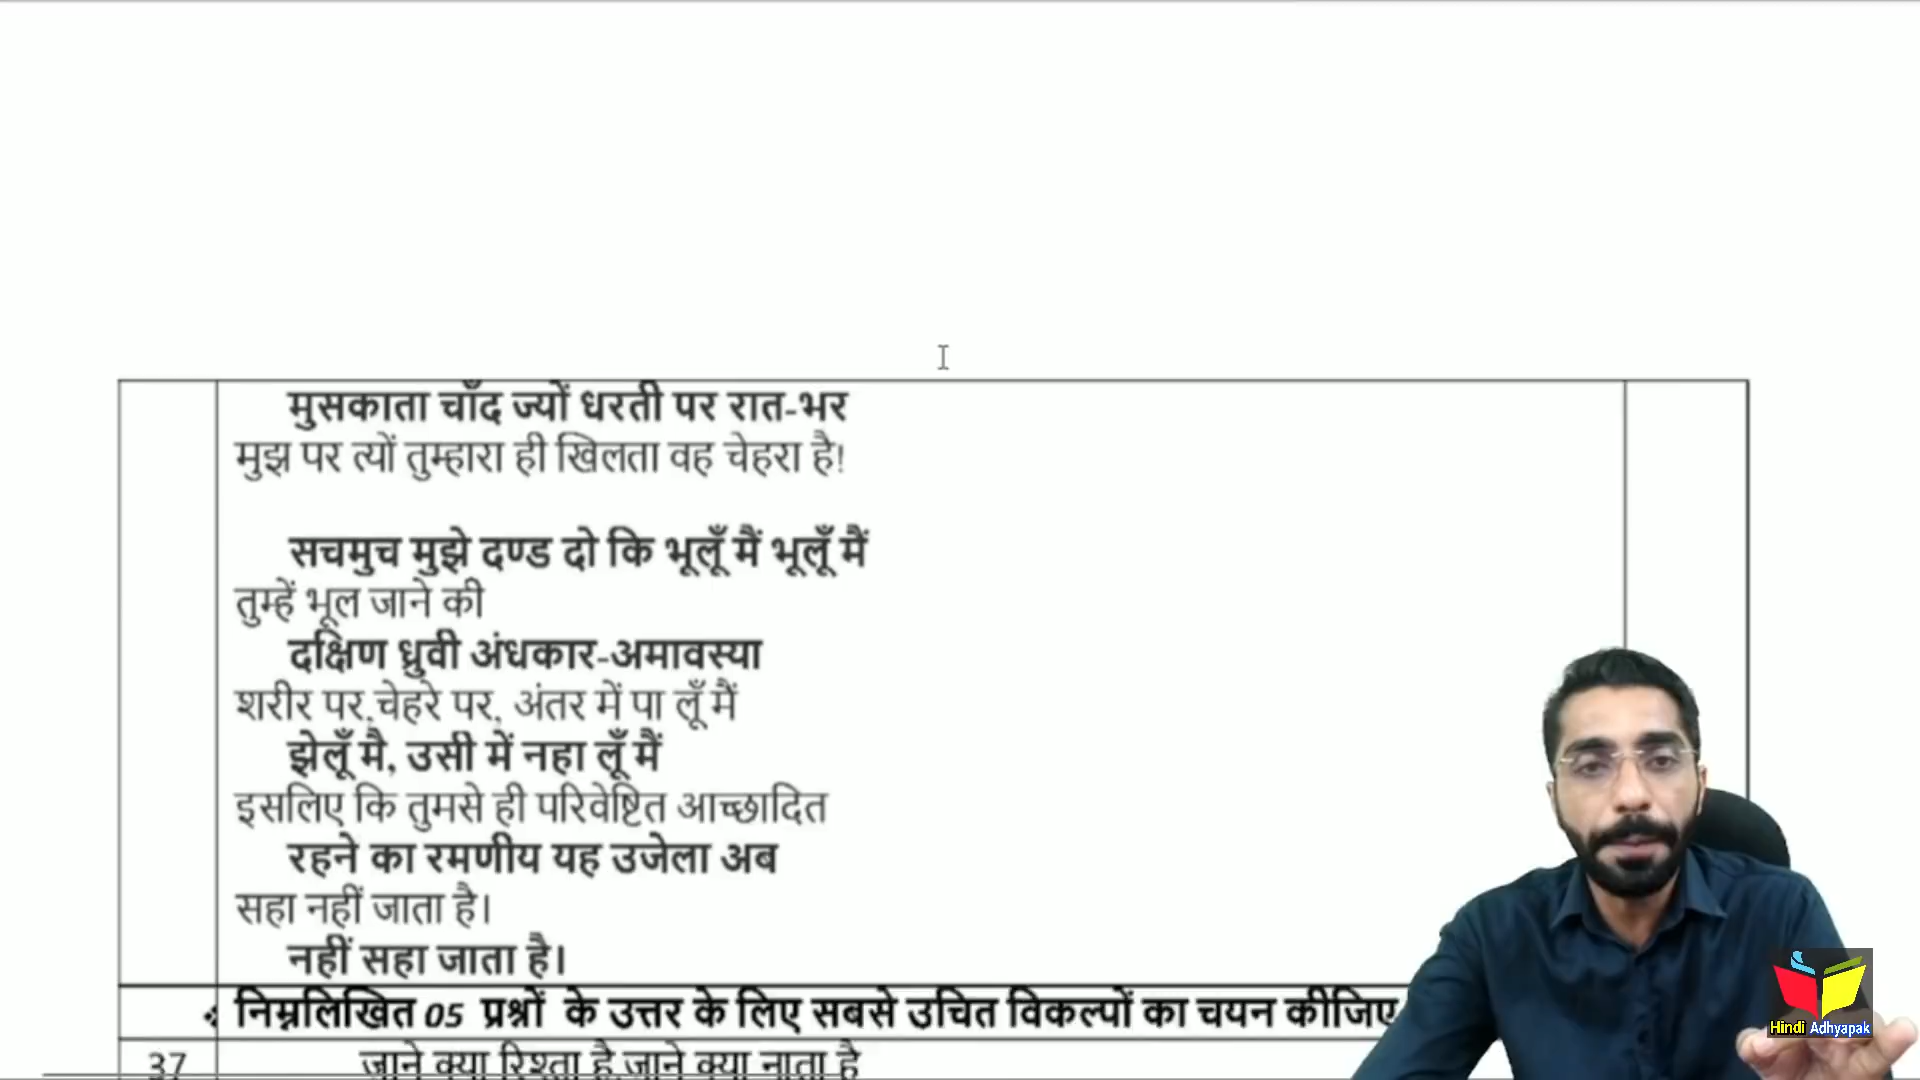 मुसकाता चाँद ज्यों धरती पर रात-भर
मुझ पर त्यों तुम्हारा ही खिलता वह चेहरा है!
सचमुच मुझे दण्ड दो कि भूलूँ मैं भूलूँ मैं
तुम्हें भूल जाने की
दक्षिण ध्रुवी अंधकार-अमावस्या
शरीर पर,चेहरे पर, अंतर में पा लूँ मैं
झेलूँ मै, उसी में नहा लूँ मैं
इसलिए कि तुमसे ही परिवेष्टित आच्छादित
रहने का रमणीय यह उजेला अब
सहा नहीं जाता है।
नहीं सहा जाता है।
निम्नलिखित 05 प्रश्नों के उत्तर के लिए सबसे उचित विकल्पों का चयन कीजिए
37 जाने क्या रिश्ता है,जाने क्या नाता है
Hindi Adhyapak